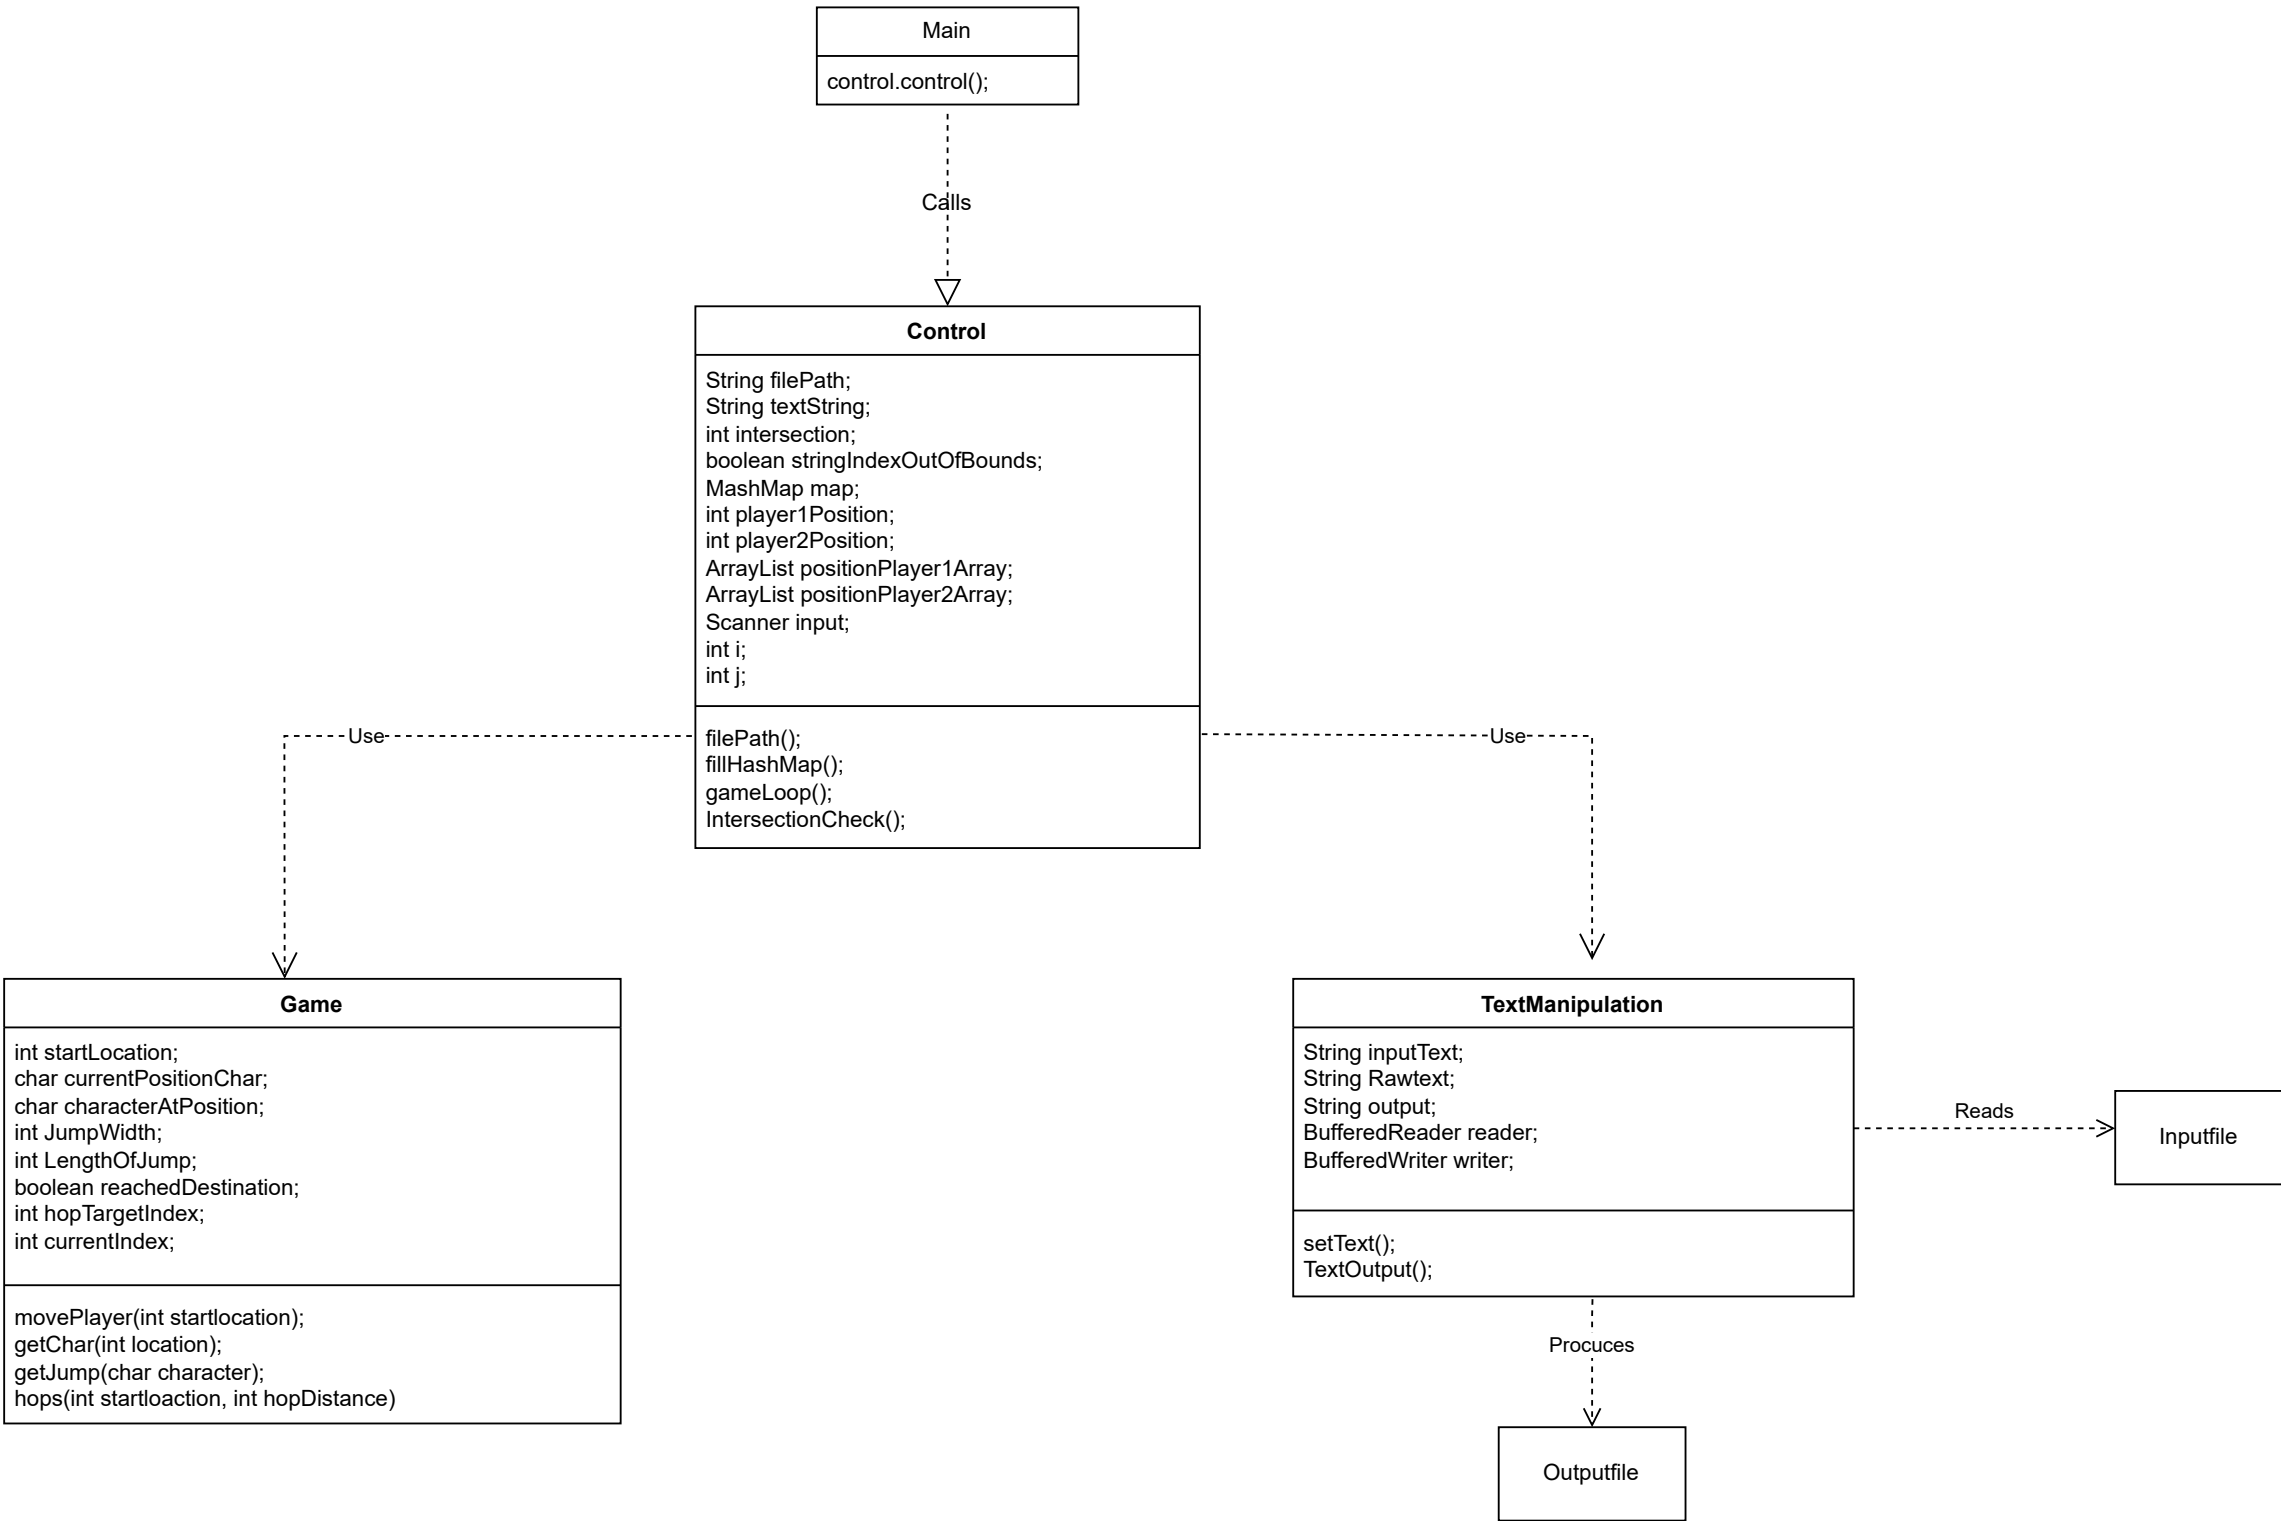 Main
control.control();
Calls
Control
String filePath;
String textString;
int intersection;
boolean stringIndexOutOfBounds;
MashMap map;
int player1Position;
int player2Position;
ArrayList positionPlayer1Array;
ArrayList positionPlayer2Array;
Scanner input;
int i;
int j;
filePath();
fillHashMap();
gameLoop();
IntersectionCheck();
Use
Use
Game
int startLocation;
char currentPositionChar;
char characterAtPosition;
int JumpWidth;
int LengthOfJump;
boolean reachedDestination;
int hopTargetIndex;
int currentIndex;
movePlayer(int startlocation);
getChar(int location);
getJump(char character);
hops(int startloaction, int hopDistance)
TextManipulation
String inputText;
String Rawtext;
String output;
BufferedReader reader;
BufferedWriter writer;
setText();
TextOutput();
Reads
Inputfile
Procuces
Outputfile